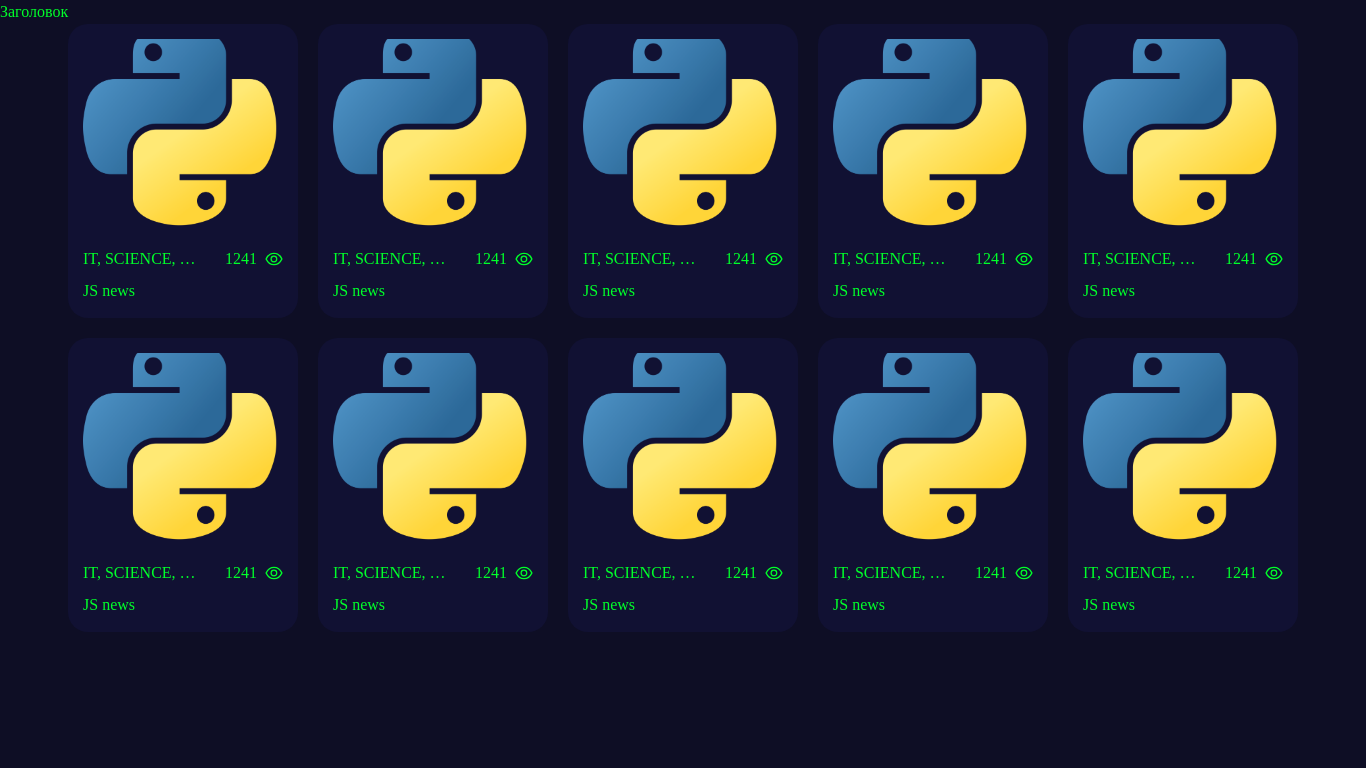 Заголовок
IT, SCIENCE, … 1241
JS news
IT, SCIENCE, … 1241
JS news
IT, SCIENCE, … 1241
JS news
IT, SCIENCE, … 1241
JS news
IT, SCIENCE, … 1241
JS news
IT, SCIENCE, … 1241
JS news
IT, SCIENCE, … 1241
JS news
IT, SCIENCE, … 1241
JS news
IT, SCIENCE, … 1241
JS news
IT, SCIENCE, … 1241
JS news